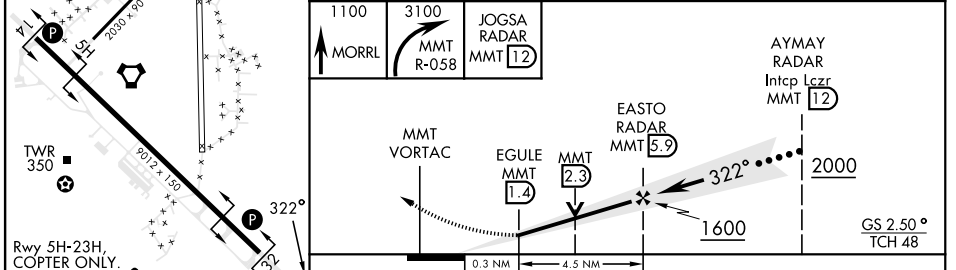 14
P
5H
2030 x 90
TWR
350
9012 x 150
P
322°
32
Rwy 5H-23H,
COPTER ONLY.
1100
MORRL
3100
MMT
R-058
JOGSA
RADAR
MMT 12
MMT
VORTAC
EGULE
MMT
1.4
MMT
2.3
EASTO
RADAR
MMT 5.9
AYMAY
RADAR
Intcp Lczr
MMT 12
322°
2000
1600
GS 2.50°
TCH 48
0.3 NM
4.5 NM